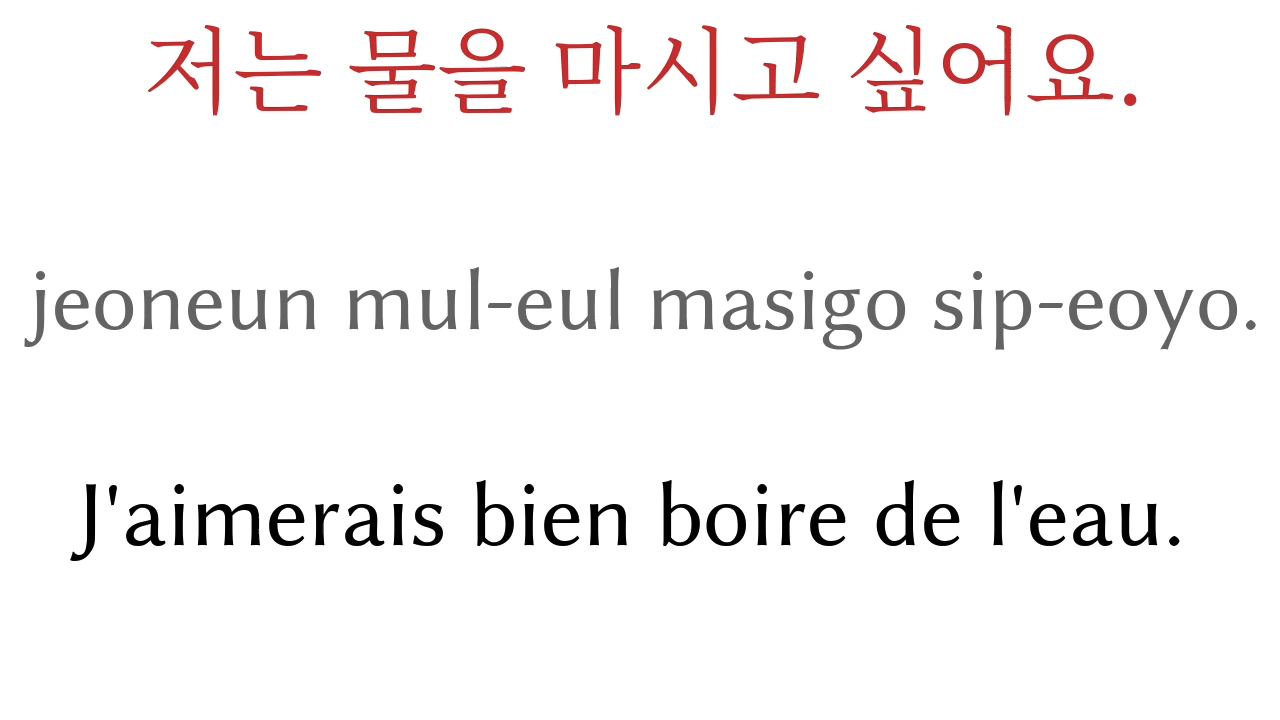 저는 물을 마시고 싶어요.
jeoneun mul-eul masigo sip-eoyo.
J'aimerais bien boire de l'eau.